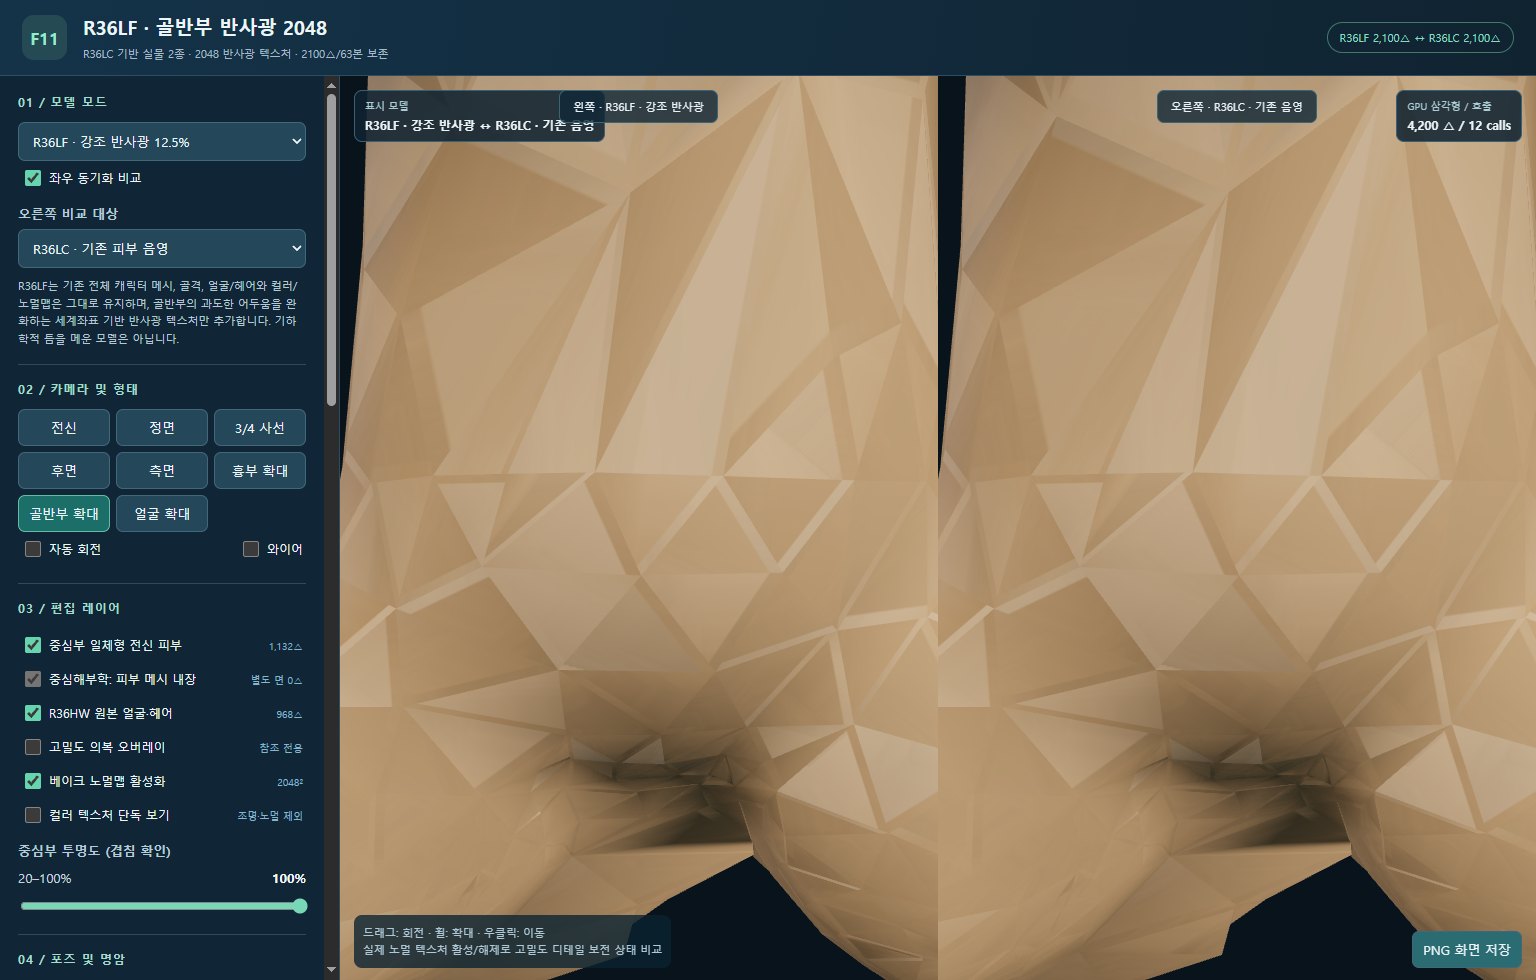 F11
R36LF · 골반부 반사광 2048
R36LC 기반 실물 2종 · 2048 반사광 텍스처 · 2100△/63본 보존
R36LF 2,100△ ↔ R36LC 2,100△
01 / 모델 모드
R36LF · 강조 반사광 12.5%
좌우 동기화 비교
오른쪽 비교 대상
R36LC · 기존 피부 음영
R36LF는 기존 전체 캐릭터 메시, 골격, 얼굴/헤어와 컬러/
노멀맵은 그대로 유지하며, 골반부의 과도한 어두움을 완
화하는 세계좌표 기반 반사광 텍스처만 추가합니다. 기하
학적 틈을 메운 모델은 아닙니다.
02 / 카메라 및 형태
전신
정면
3/4 사선
후면
측면
흉부 확대
골반부 확대
얼굴 확대
자동 회전
와이어
03 / 편집 레이어
중심부 일체형 전신 피부
1,132△
중심해부학: 피부 메시 내장
별도 면 0△
R36HW 원본 얼굴·헤어
968△
고밀도 의복 오버레이
참조 전용
베이크 노멀맵 활성화
2048²
컬러 텍스처 단독 보기
조명·노멀 제외
중심부 투명도 (겹침 확인)
20–100%
100%
04 / 포즈 및 명암
표시 모델
R36LF · 강조 반사광 ↔ R36LC · 기존 음영
왼쪽 · R36LF · 강조 반사광
오른쪽 · R36LC · 기존 음영
GPU 삼각형 / 호출
4,200 △ / 12 calls
드래그: 회전 · 휠: 확대 · 우클릭: 이동
실제 노멀 텍스처 활성/해제로 고밀도 디테일 보전 상태 비교
PNG 화면 저장